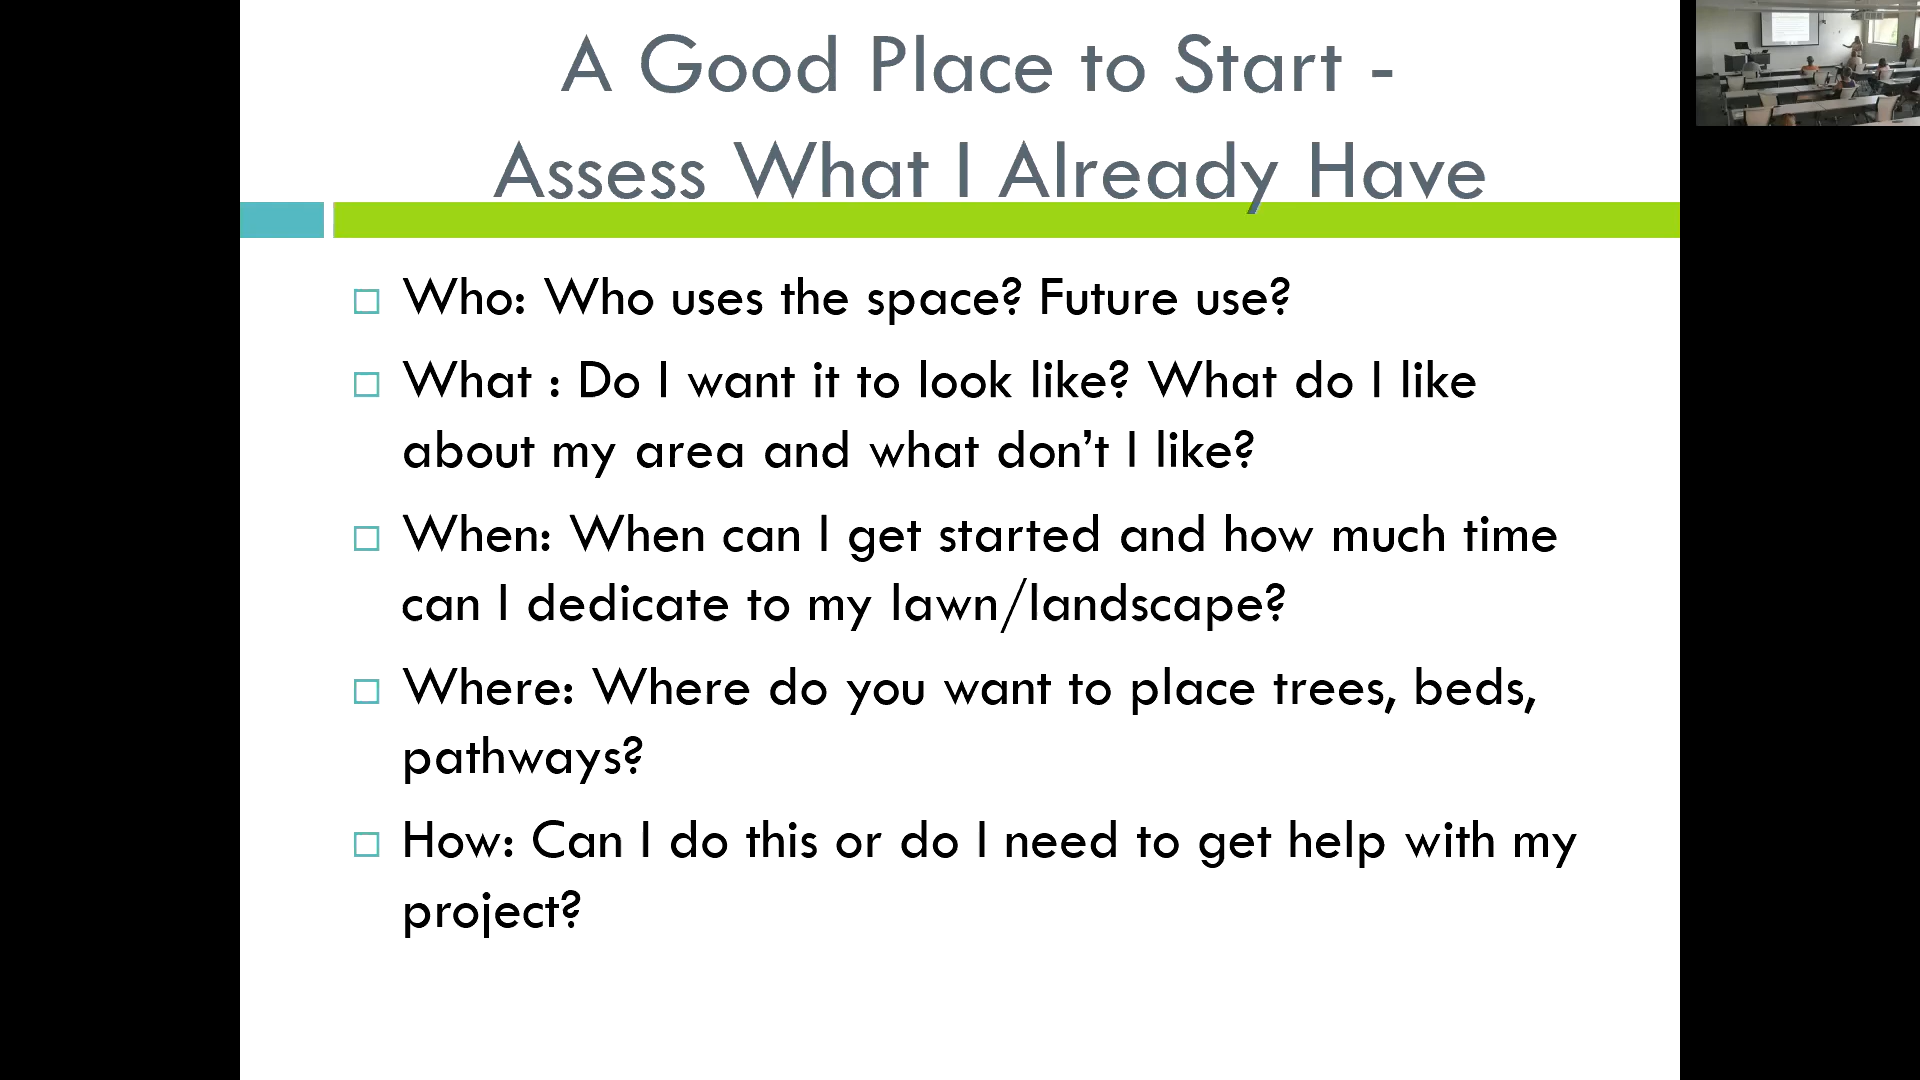 A Good Place to Start -
Assess What I Already Have
Who: Who uses the space? Future use?
What : Do I want it to look like? What do I like
about my area and what don’t I like?
When: When can I get started and how much time
can I dedicate to my lawn/landscape?
Where: Where do you want to place trees, beds,
pathways?
How: Can I do this or do I need to get help with my
project?